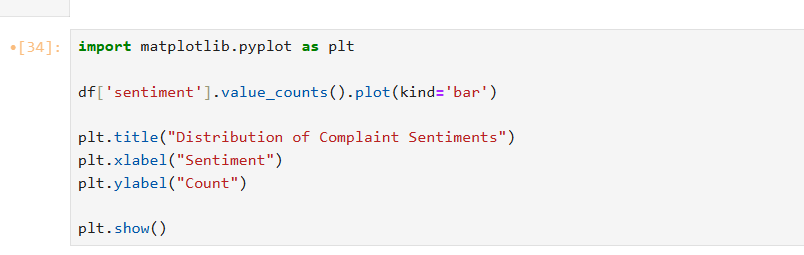 •[34]:
import matplotlib.pyplot as plt
df['sentiment'].value_counts().plot(kind='bar')
plt.title("Distribution of Complaint Sentiments")
plt.xlabel("Sentiment")
plt.ylabel("Count")
plt.show()